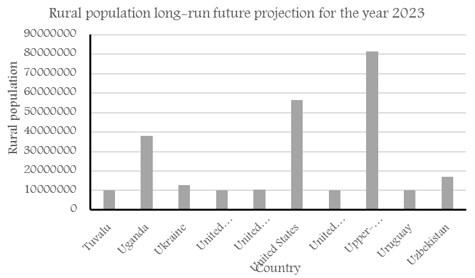 Rural population long-run future projection for the year 2023
Rural population
90000000
80000000
70000000
60000000
50000000
40000000
30000000
20000000
10000000
0
Tuvalu
Uganda
Ukraine
United...
United...
United States
United...
Upper-...
Uruguay
Uzbekistan
Country